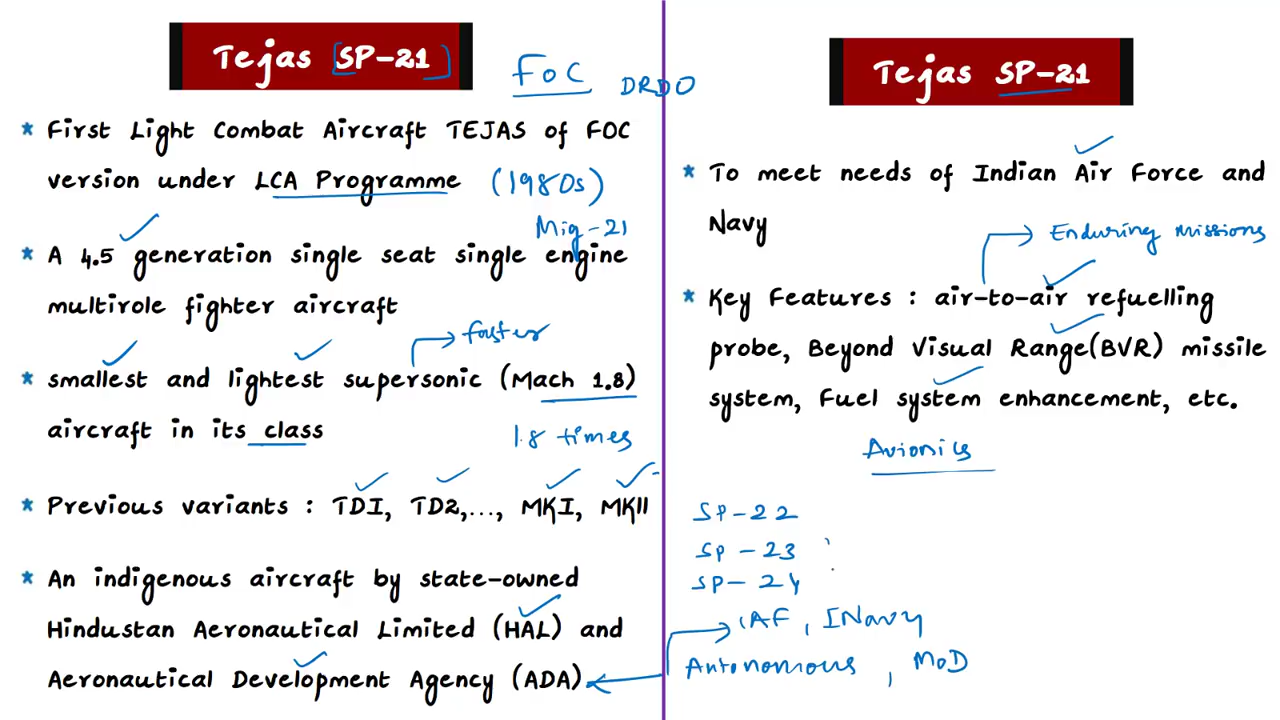 Tejas [SP-21]
FOC
DRDO
* First Light Combat Aircraft TEJAS of FOC
version under LCA Programme (1980s)
Mig-21
* A 4.5 generation single seat single engine
multirole fighter aircraft
faster
* smallest and lightest supersonic (Mach 1.8)
aircraft in its class
1.8 times
* Previous variants : TDI, TD2,..., MKI, MKII
* An indigenous aircraft by state-owned
Hindustan Aeronautical Limited (HAL) and
Aeronautical Development Agency (ADA)
Tejas SP-21
* To meet needs of Indian Air Force and
Navy
Enduring missions
* Key Features : air-to-air refuelling
probe, Beyond Visual Range(BVR) missile
system, Fuel system enhancement, etc.
Avionics
SP-22
SP-23
SP-24
IAF, INavy
Autonomous, MoD